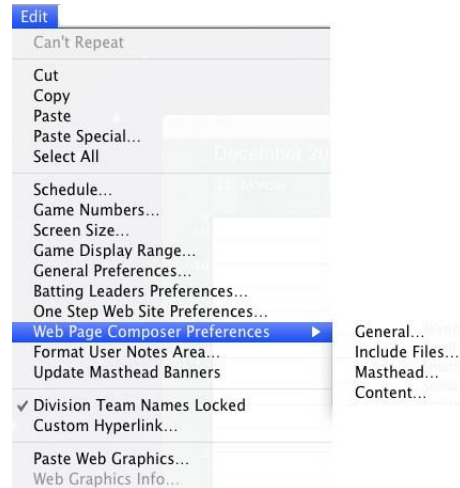 Edit
Can't Repeat
Cut
Copy
Paste
Paste Special...
Select All
December 20
Monday
Schedule...
Game Numbers...
Screen Size...
Game Display Range...
General Preferences...
Batting Leaders Preferences...
One Step Web Site Preferences...
Web Page Composer Preferences
General...
Format User Notes Area...
Include Files...
Update Masthead Banners
Masthead...
Content...
✓ Division Team Names Locked
Custom Hyperlink...
Paste Web Graphics...
Web Graphics Info...